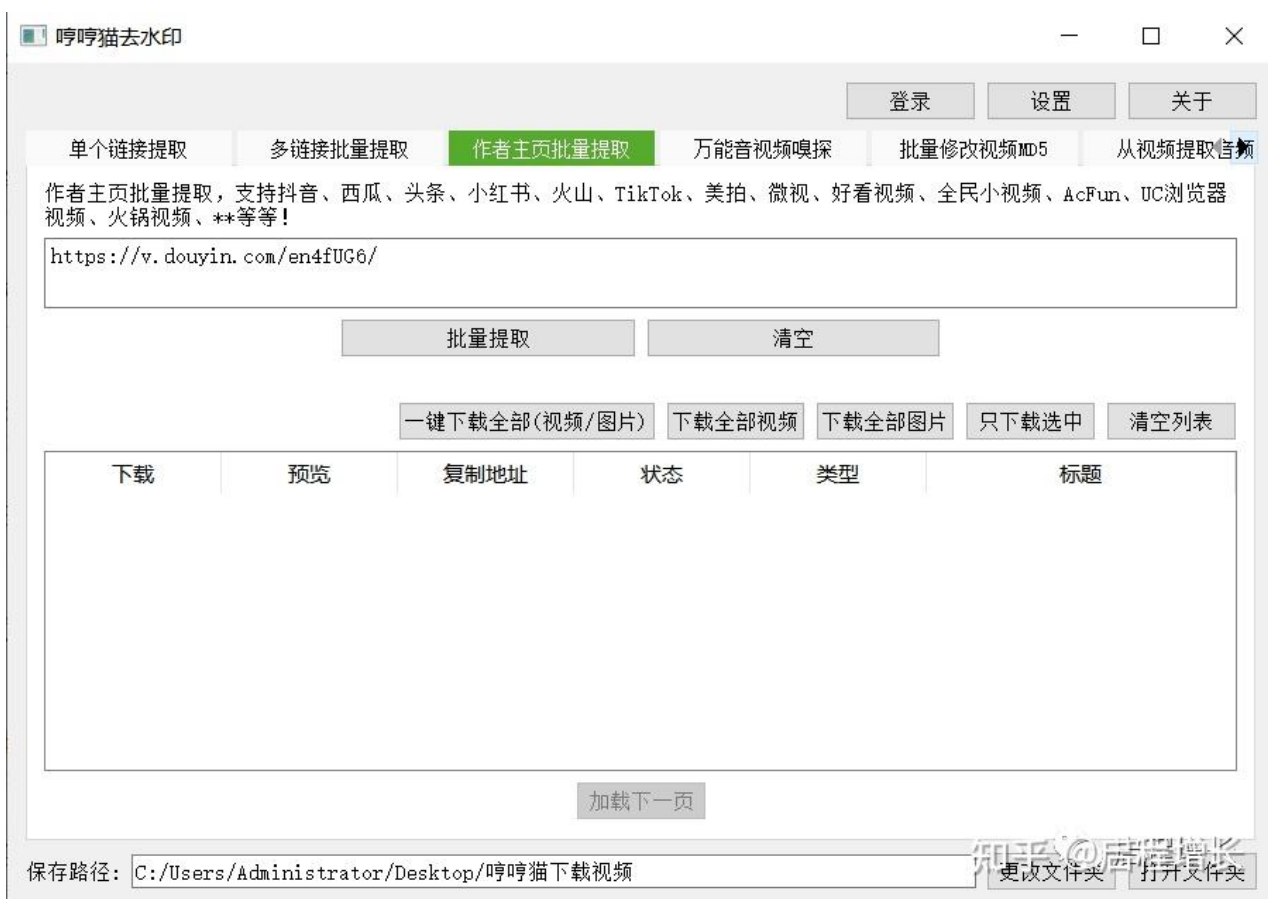 哼哼猫去水印
登录 设置 关于
单个链接提取 多链接批量提取 作者主页批量提取 万能音视频嗅探 批量修改视频MD5 从视频提取音频
作者主页批量提取，支持抖音、西瓜、头条、小红书、火山、TikTok、美拍、微视、好看视频、全民小视频、AcFun、UC浏览器
视频、火锅视频、**等等!
https://v.douyin.com/en4fUG6/
批量提取 清空
一键下载全部(视频/图片) 下载全部视频 下载全部图片 只下载选中 清空列表
下载 预览 复制地址 状态 类型 标题
加载下一页
知乎 @启程增长
保存路径: C:/Users/Administrator/Desktop/哼哼猫下载视频 更改文件夹 打开文件夹